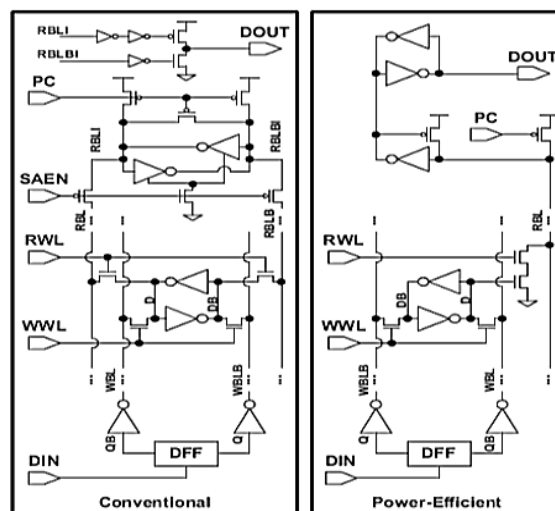 RBLI
RBLBI
DOUT
PC
RBLI
RBLBI
SAEN
RBL
RBLB
RWL
D
DB
WWL
WBL
WBLB
QB
Q
DIN
DFF
Conventional
DOUT
PC
RBL
RWL
DB
D
WWL
WBL
WBLB
Q
QB
DIN
DFF
Power-Efficient